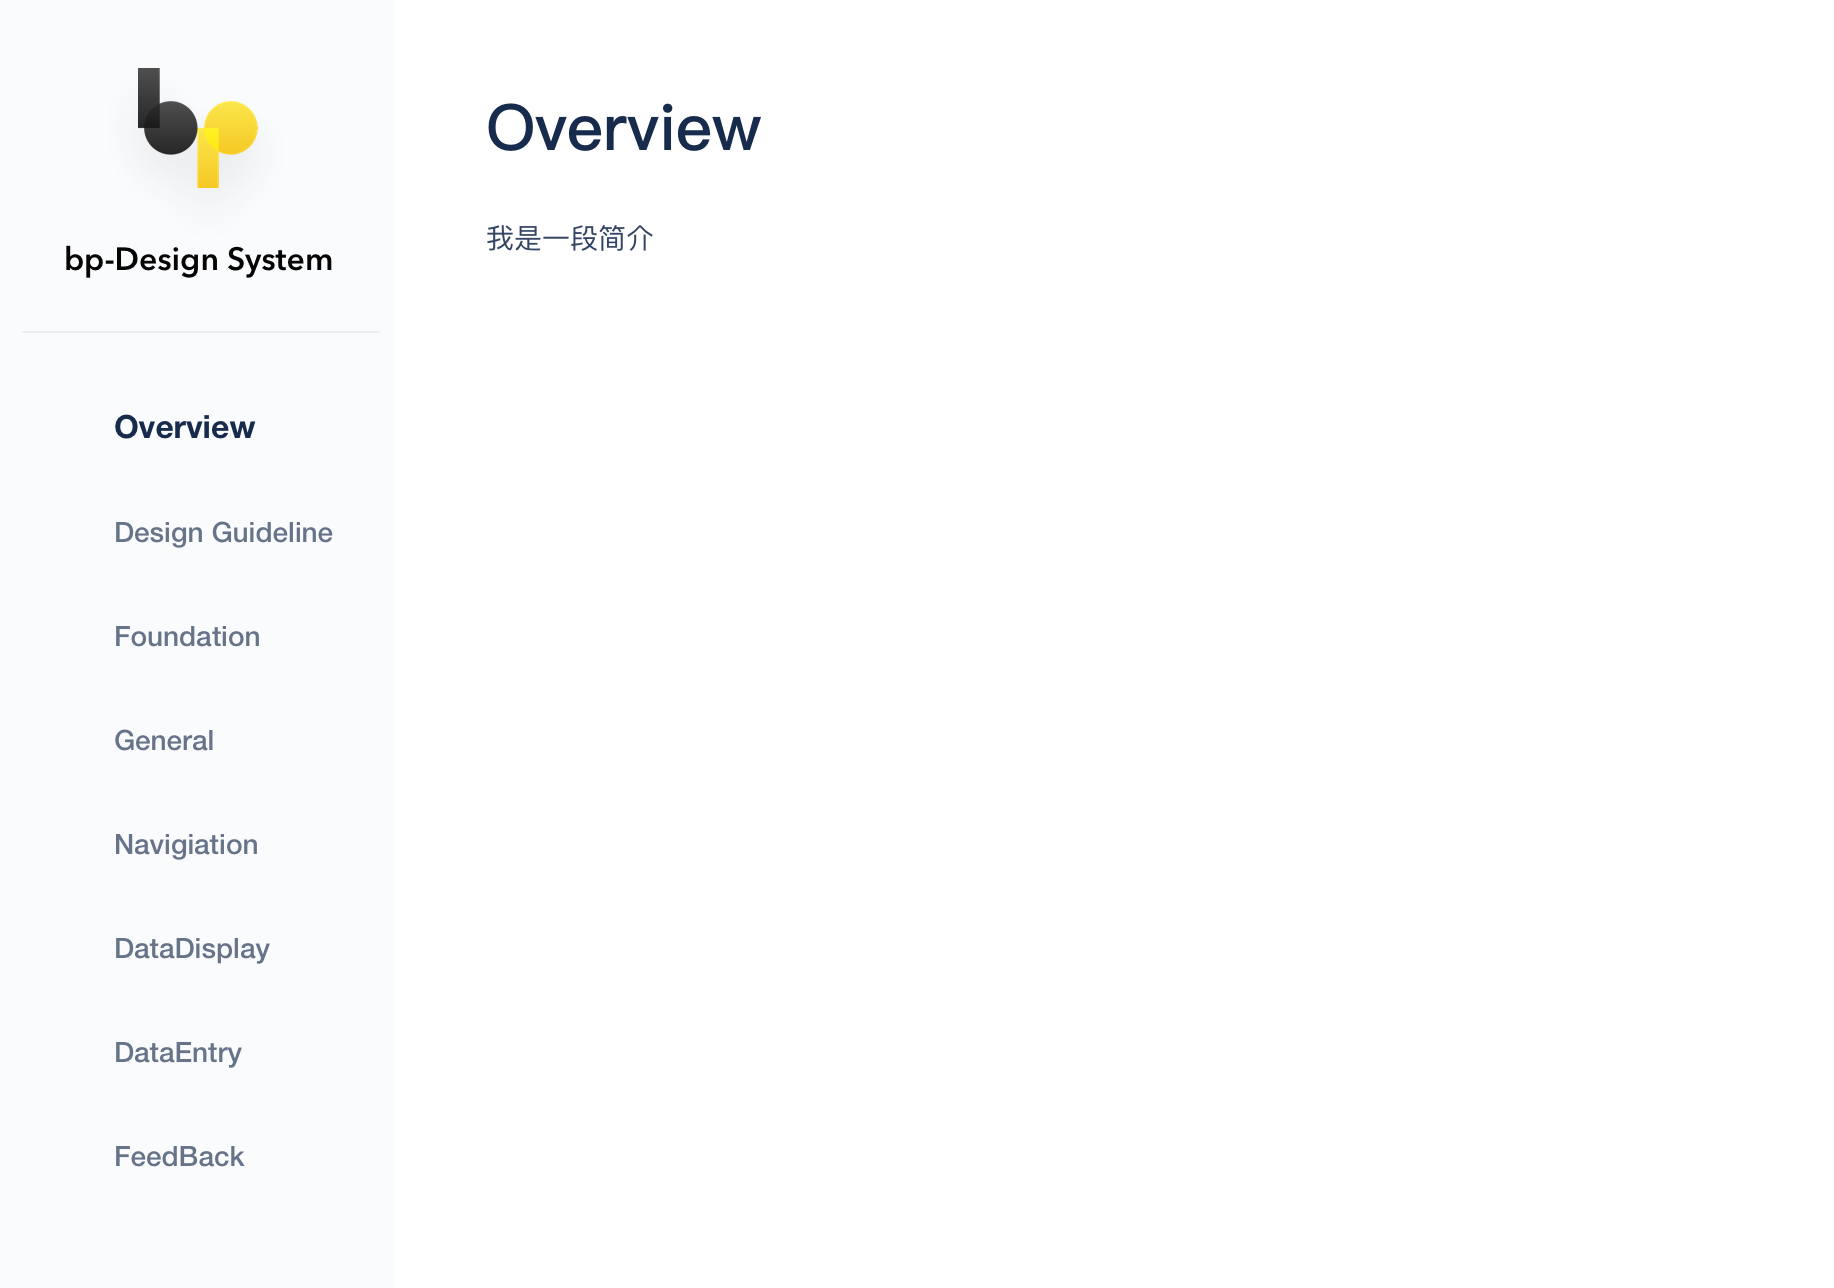 bp
bp-Design System
Overview
Design Guideline
Foundation
General
Navigiation
DataDisplay
DataEntry
FeedBack
Overview
我是一段简介